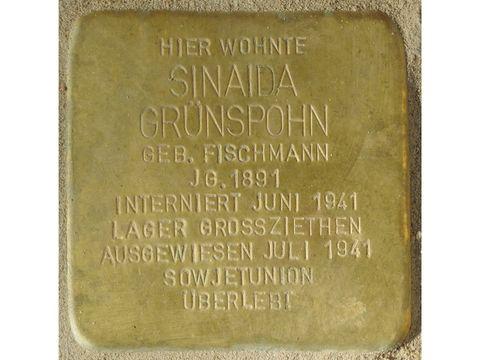 HIER WOHNTE
SINAIDA
GRÜNSPOHN
GEB. FISCHMANN
JG. 1891
INTERNIERT JUNI 1941
LAGER GROSSZIETHEN
AUSGEWIESEN JULI 1941
SOWJETUNION
ÜBERLEBT